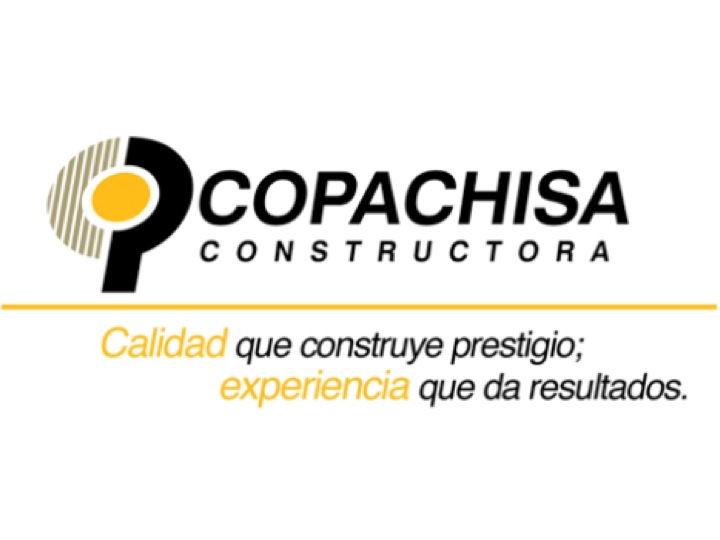 COPACHISA
CONSTRUCTORA
Calidad que construye prestigio;
experiencia que da resultados.